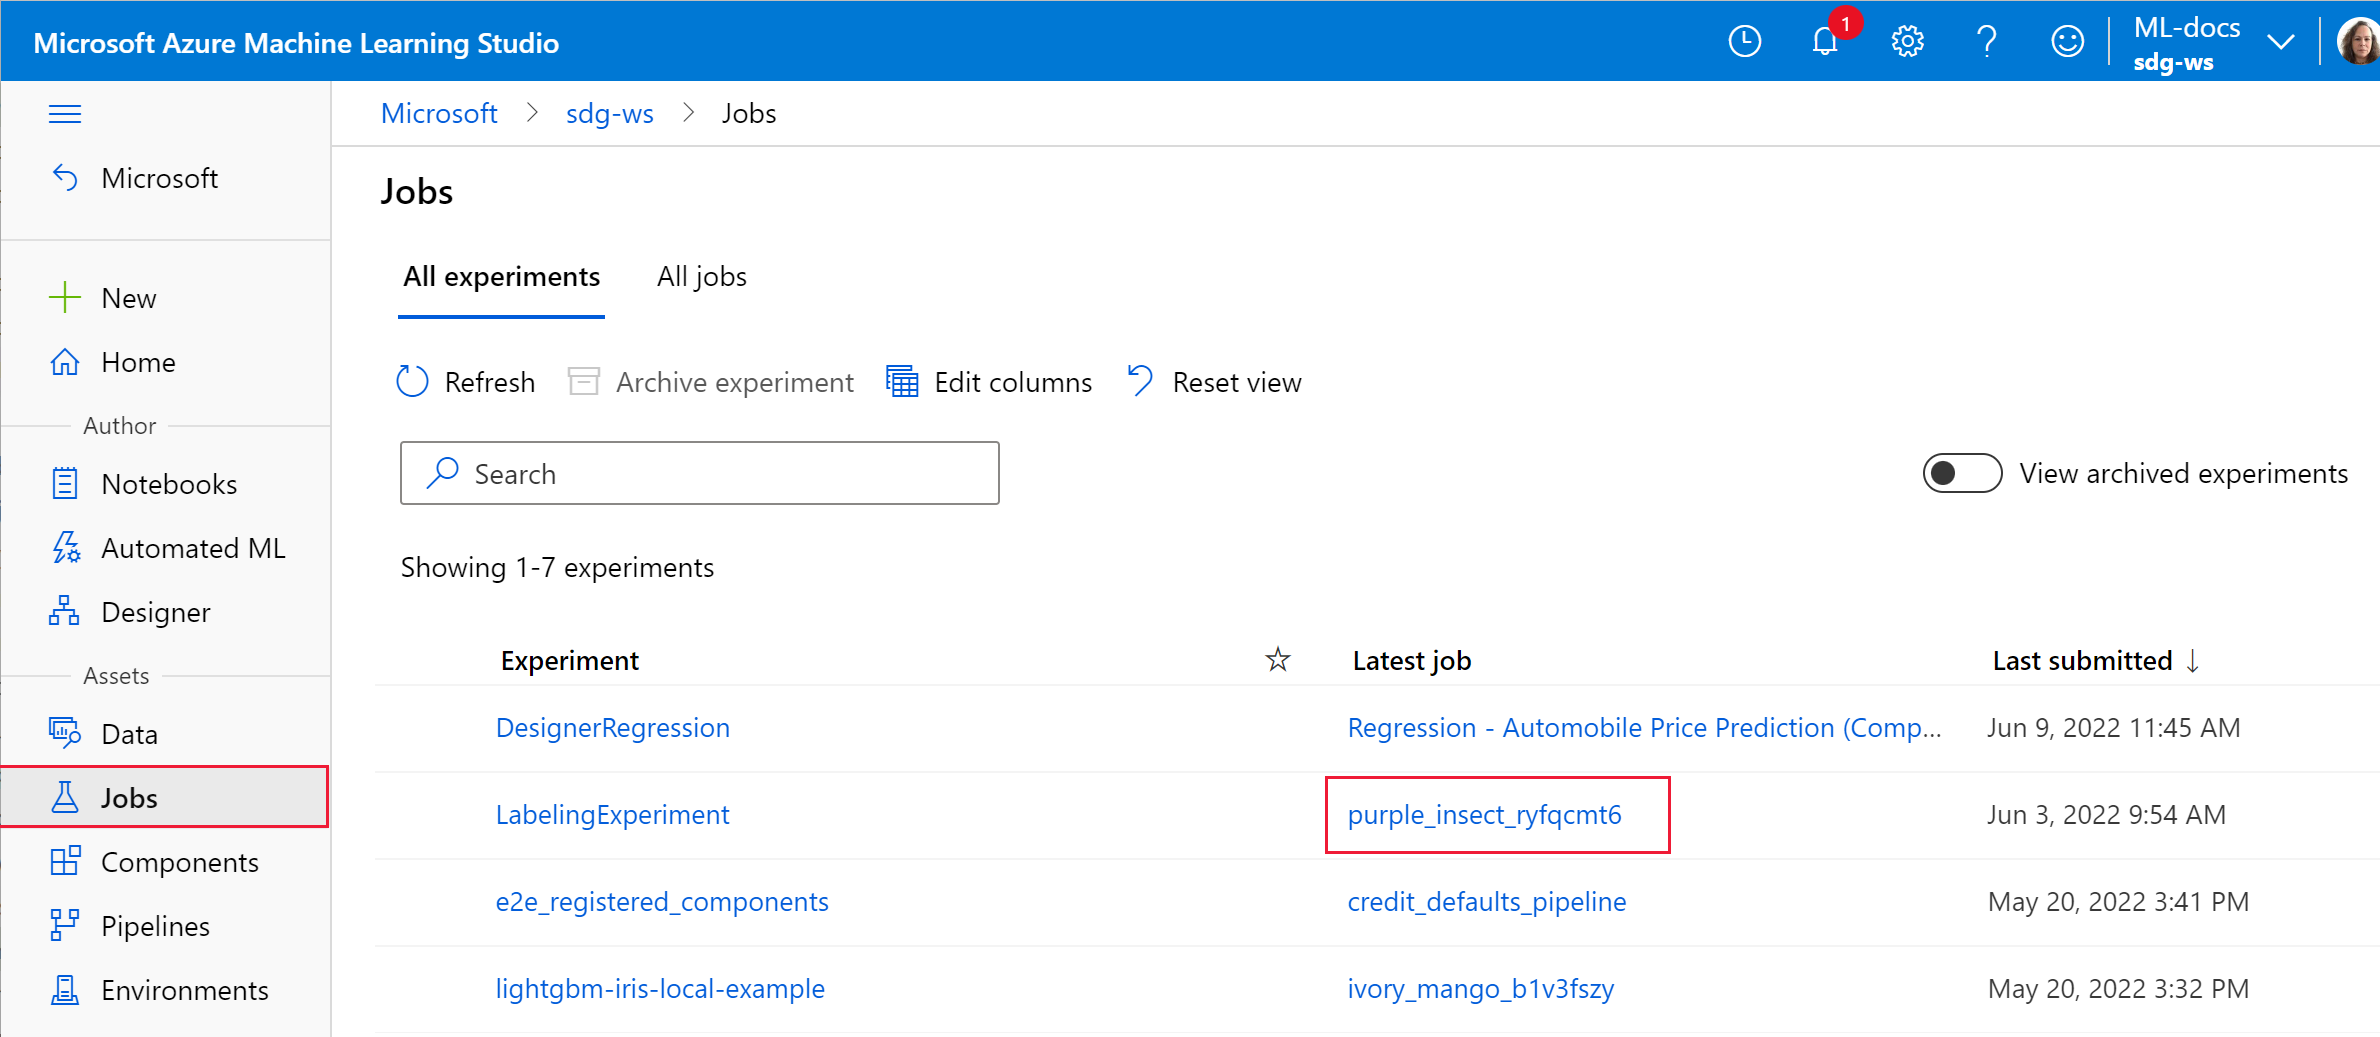 Microsoft Azure Machine Learning Studio
1
ML-docs
sdg-ws
Microsoft > sdg-ws > Jobs
Microsoft
New
Home
Author
Notebooks
Automated ML
Designer
Assets
Data
Jobs
Components
Pipelines
Environments
Jobs
All experiments All jobs
Refresh Archive experiment Edit columns Reset view
Search
View archived experiments
Showing 1-7 experiments
Experiment Latest job Last submitted ↓
DesignerRegression Regression - Automobile Price Prediction (Comp... Jun 9, 2022 11:45 AM
LabelingExperiment purple_insect_ryfqcmt6 Jun 3, 2022 9:54 AM
e2e_registered_components credit_defaults_pipeline May 20, 2022 3:41 PM
lightgbm-iris-local-example ivory_mango_b1v3fszy May 20, 2022 3:32 PM